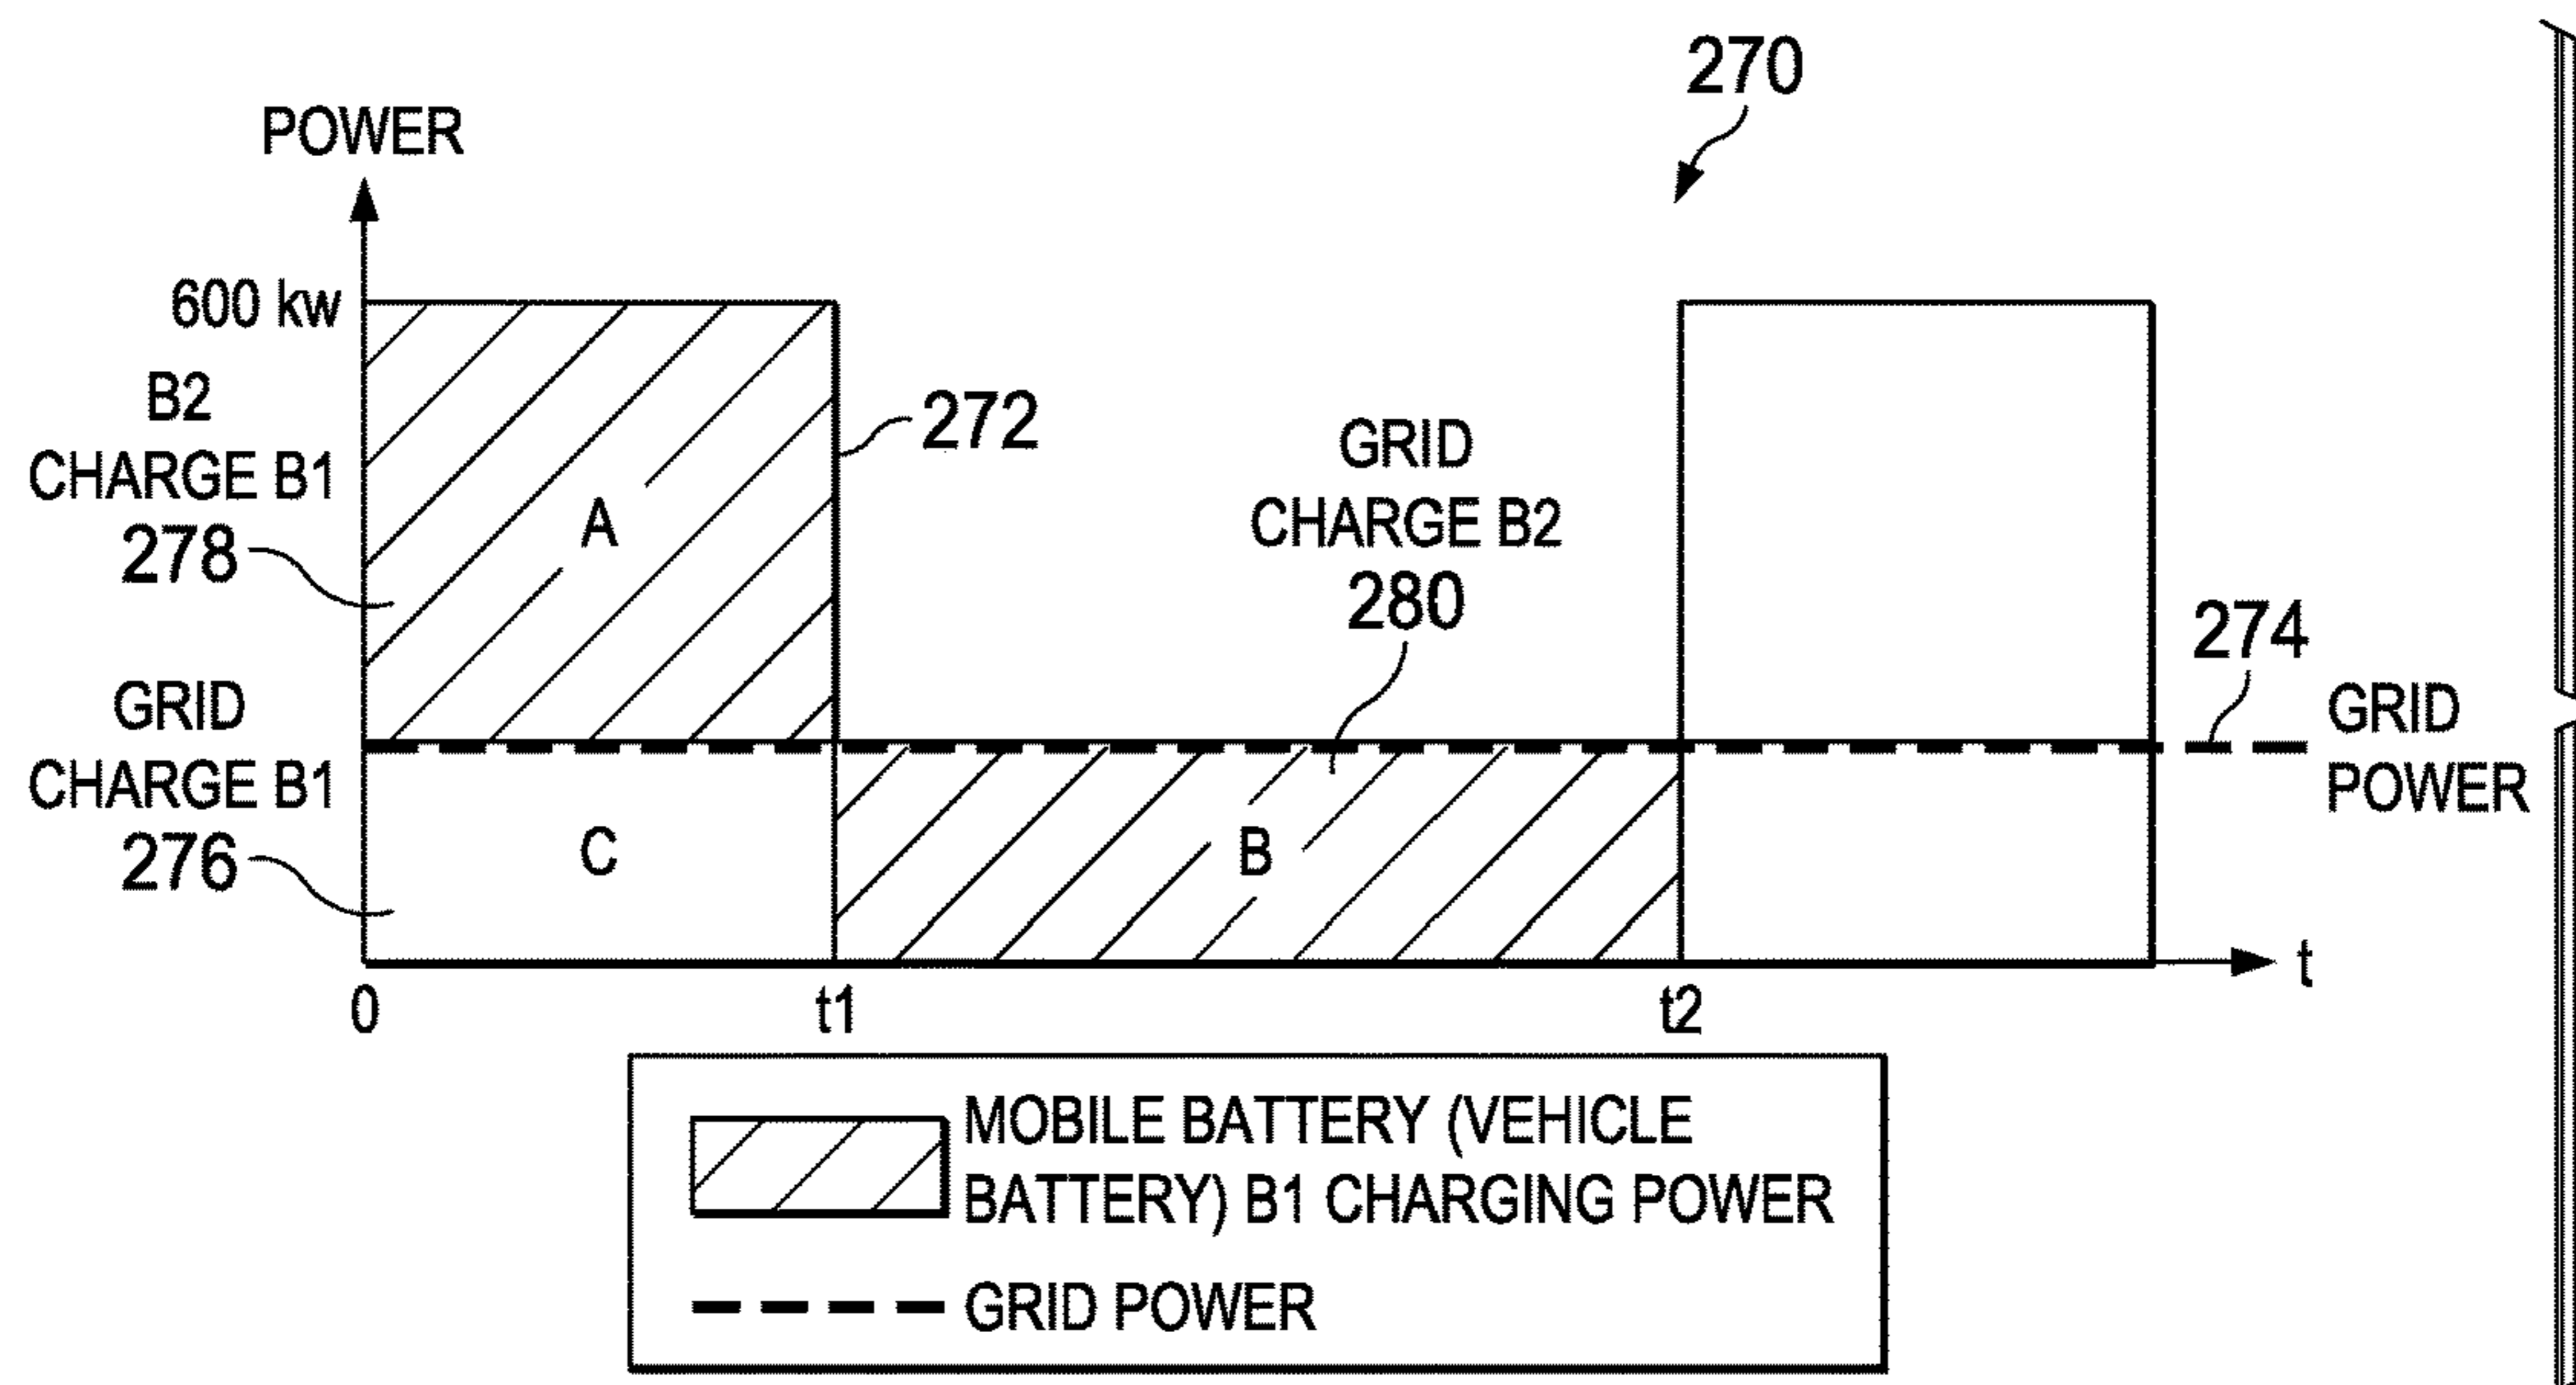 270
POWER
600 kw
B2
CHARGE B1
278
A
272
GRID
CHARGE B2
280
274
GRID
POWER
GRID
CHARGE B1
276
C
B
0
t1
t2
t
MOBILE BATTERY (VEHICLE
BATTERY) B1 CHARGING POWER
GRID POWER